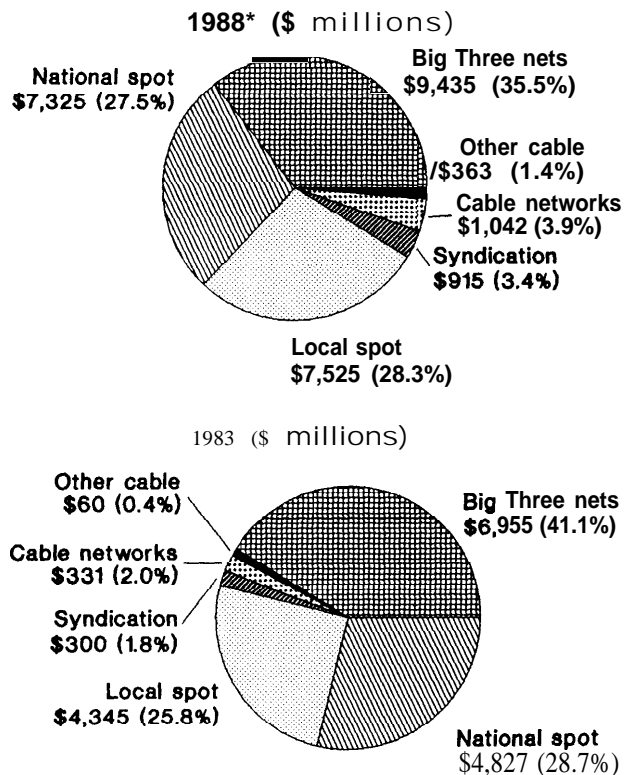 1988* ($ millions)
Big Three nets
$9,435 (35.5%)
National spot
$7,325 (27.5%)
Other cable
/$363 (1.4%)
Cable networks
$1,042 (3.9%)
Syndication
$915 (3.4%)
Local spot
$7,525 (28.3%)
1983 ($ millions)
Other cable
$60 (0.4%)
Big Three nets
$6,955 (41.1%)
Cable networks
$331 (2.0%)
Syndication
$300 (1.8%)
Local spot
$4,345 (25.8%)
National spot
$4,827 (28.7%)